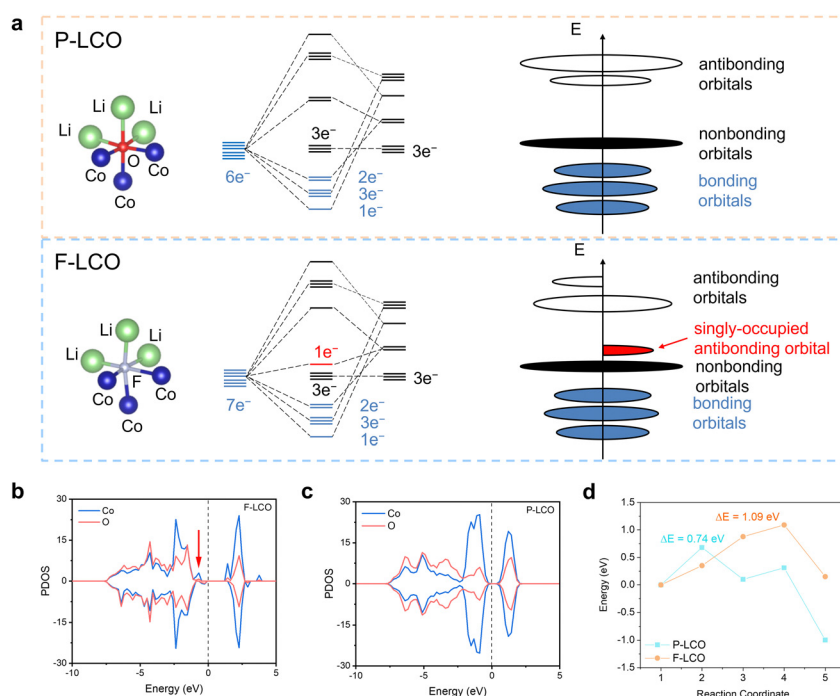 a
P-LCO
Li
Li
Li
O
Co
Co
Co
6e⁻
3e⁻
3e⁻
2e⁻
3e⁻
1e⁻
E
antibonding
orbitals
nonbonding
orbitals
bonding
orbitals
F-LCO
Li
Li
Li
F
Co
Co
Co
7e⁻
1e⁻
3e⁻
3e⁻
2e⁻
3e⁻
1e⁻
E
antibonding
orbitals
singly-occupied
antibonding orbital
nonbonding
orbitals
bonding
orbitals
b
30
15
0
15
30
PDOS
Co
O
F-LCO
-10
-5
0
5
10
Energy (eV)
c
30
15
0
-15
-30
PDOS
Co
O
P-LCO
-10
-5
0
5
10
Energy (eV)
d
1.5
1.0
0.5
0.0
-0.5
-1.0
-1.5
Energy (eV)
ΔE = 0.74 eV
ΔE = 1.09 eV
P-LCO
F-LCO
1
2
3
4
5
Reaction Coordinate